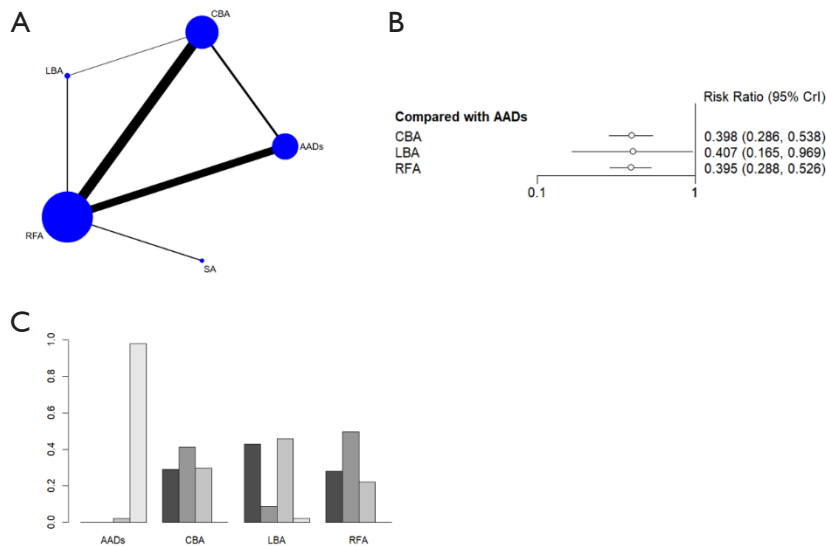 A
CBA
LBA
AADs
RFA
SA
B
Risk Ratio (95% CrI)
Compared with AADs
CBA 0.398 (0.286, 0.538)
LBA 0.407 (0.165, 0.969)
RFA 0.395 (0.288, 0.526)
0.1 1
C
1.0
0.8
0.6
0.4
0.2
0.0
AADs CBA LBA RFA